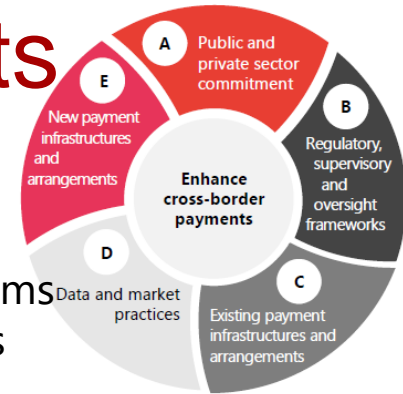 ts
A
Public and
private sector
commitment
B
Regulatory,
supervisory
and
oversight
frameworks
C
Existing payment
infrastructures and
arrangements
D
Data and market
practices
E
New payment
infrastructures
and
arrangements
Enhance
cross-border
payments
ms
s